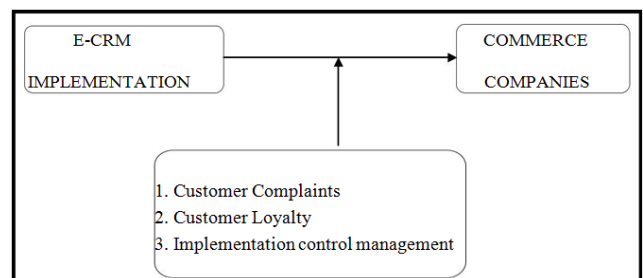 E-CRM
IMPLEMENTATION
COMMERCE
COMPANIES
1. Customer Complaints
2. Customer Loyalty
3. Implementation control management